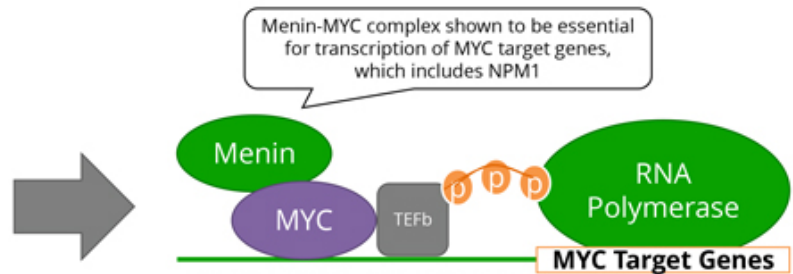 Menin-MYC complex shown to be essential
for transcription of MYC target genes,
which includes NPM1
Menin
MYC
TEFb
p p p
RNA
Polymerase
MYC Target Genes